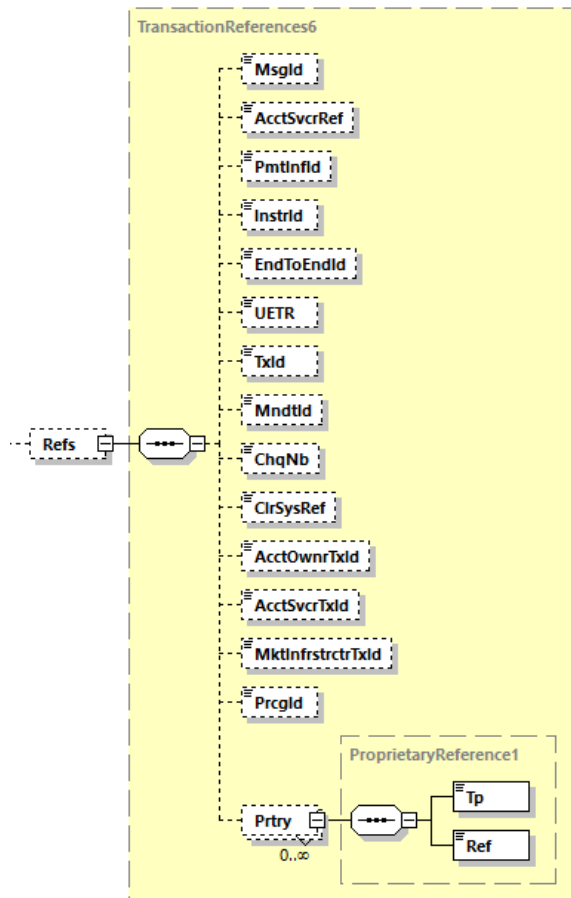 TransactionReferences6
MsgId
AcctSvcrRef
PmtInfId
InstrId
EndToEndId
UETR
TxId
MndtId
Refs
ChqNb
ClrSysRef
AcctOwnrTxId
AcctSvcrTxId
MktInfrstrctrTxId
PrcgId
ProprietaryReference1
Tp
Prtry
Ref
0..∞